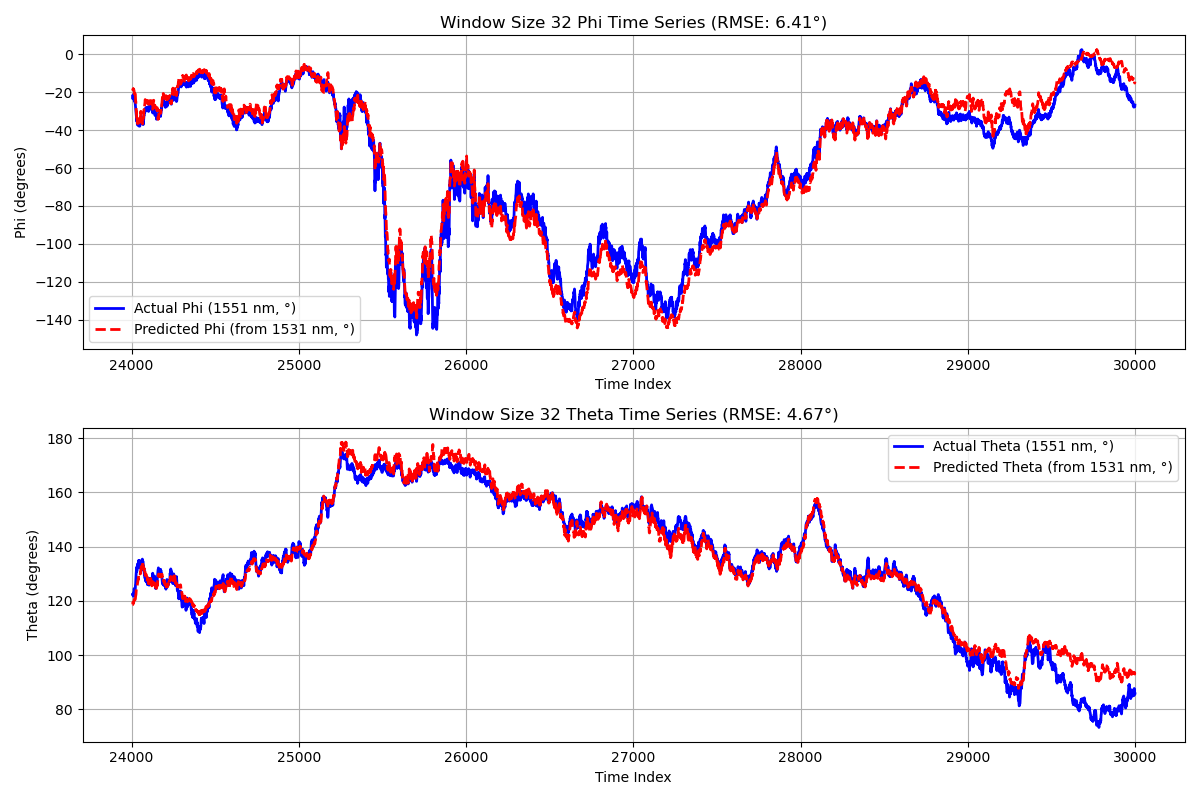 Window Size 32 Phi Time Series (RMSE: 6.41°)
Phi (degrees)
0
−20
−40
−60
−80
−100
−120
−140
Actual Phi (1551 nm, °)
Predicted Phi (from 1531 nm, °)
24000 25000 26000 27000 28000 29000 30000
Time Index
Window Size 32 Theta Time Series (RMSE: 4.67°)
Theta (degrees)
180
160
140
120
100
80
Actual Theta (1551 nm, °)
Predicted Theta (from 1531 nm, °)
24000 25000 26000 27000 28000 29000 30000
Time Index